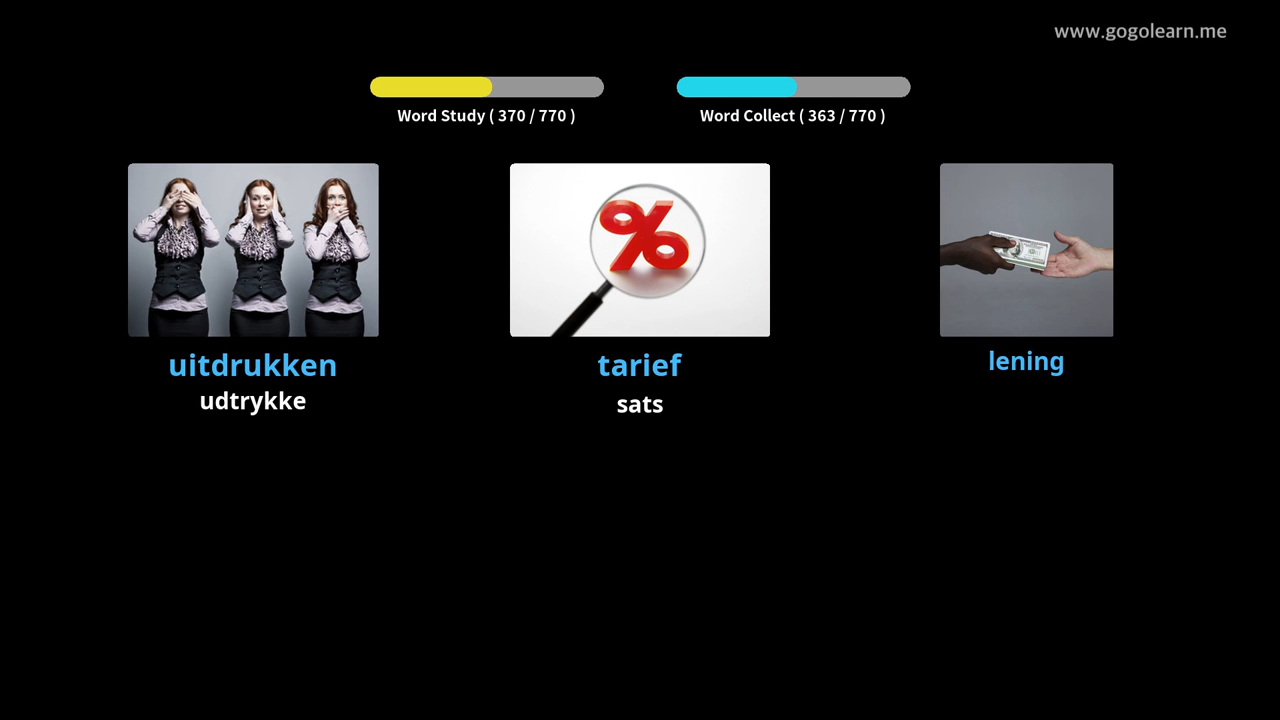 www.gogolearn.me
Word Study ( 370 / 770 )
Word Collect ( 363 / 770 )
uitdrukken
udtrykke
tarief
sats
lening